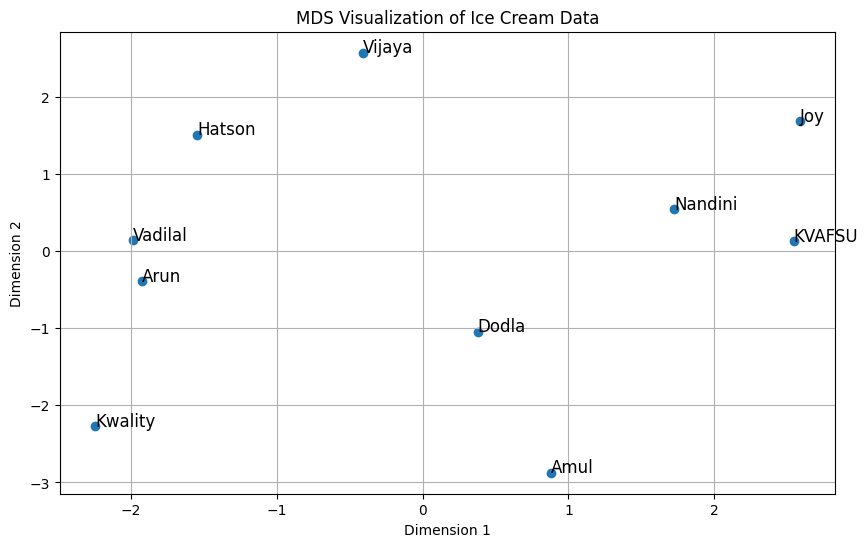 MDS Visualization of Ice Cream Data
Vijaya
Joy
Hatson
Nandini
Vadilal
KVAFSU
Arun
Dodla
Kwality
Amul
2
1
0
−1
−2
−3
Dimension 2
−2
−1
0
1
2
Dimension 1